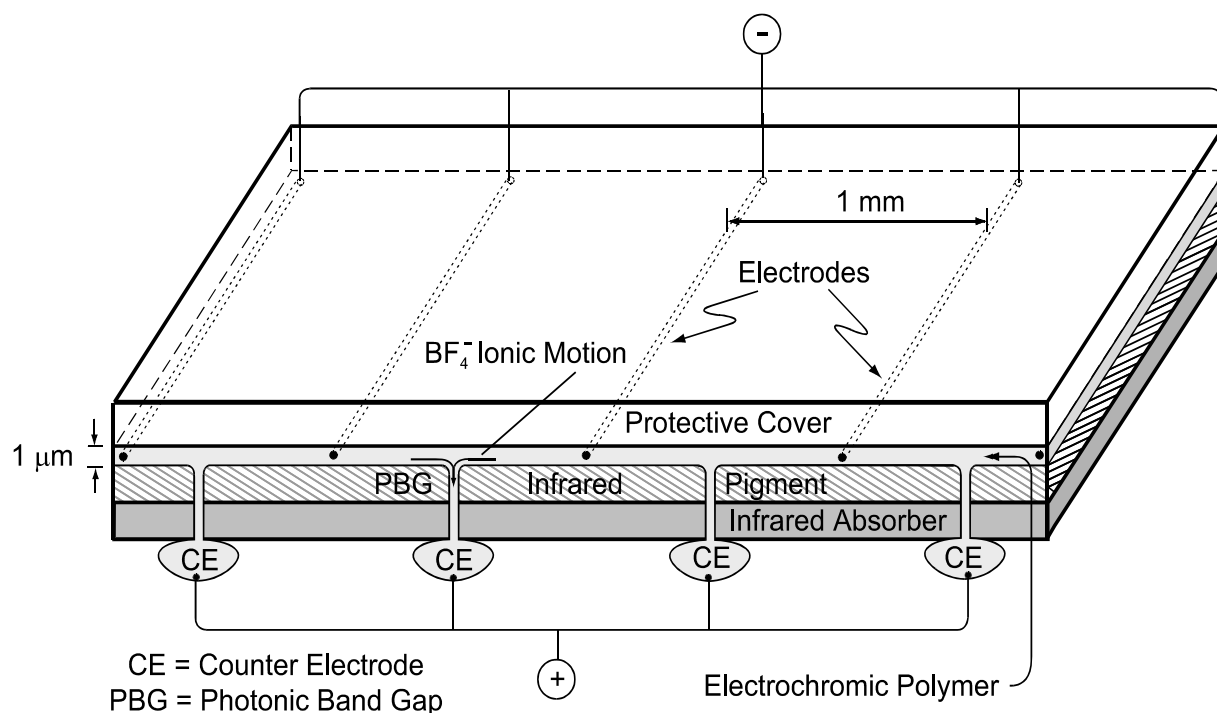 -
1 mm
Electrodes
BF₄⁻ Ionic Motion
Protective Cover
1 μm
PBG Infrared Pigment
Infrared Absorber
CE CE CE CE
+
CE = Counter Electrode
PBG = Photonic Band Gap
Electrochromic Polymer